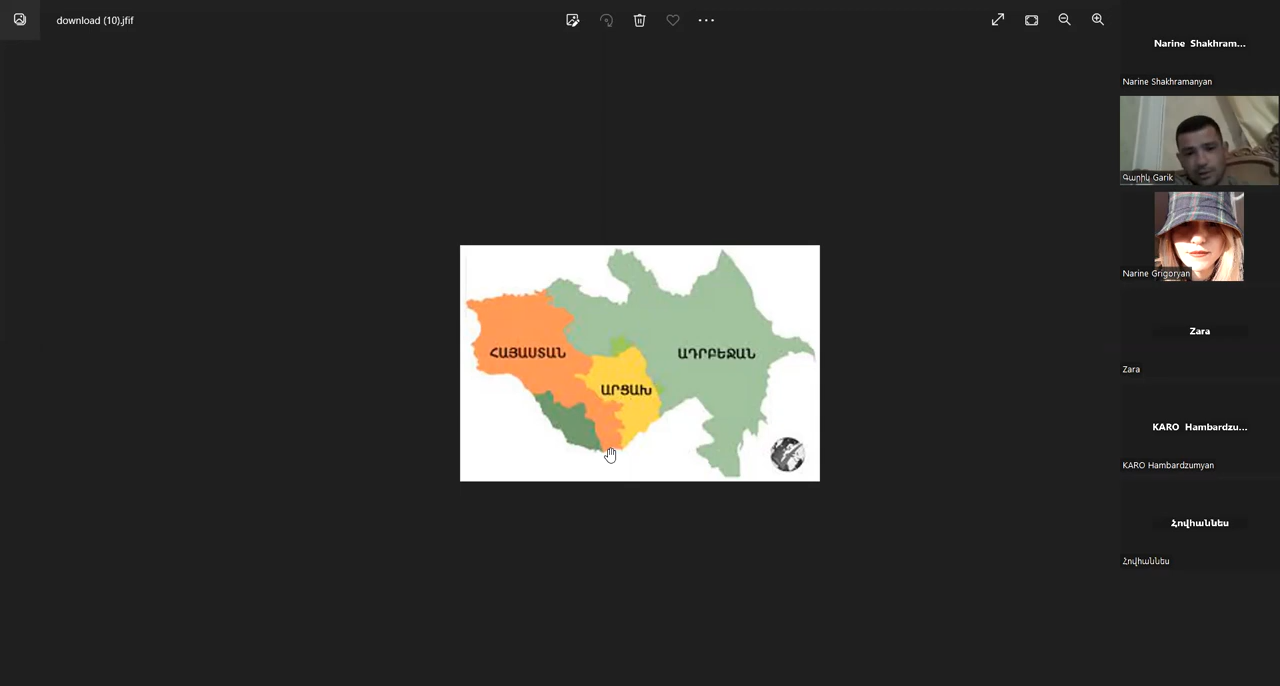 download (10).jfif
Narine Shakhram...
Narine Shakhramanyan
Գարիկ Garik
Narine Grigoryan
Zara
Zara
KARO Hambardzu...
KARO Hambardzumyan
Հովհաննես
Հովհաննես
ՀԱՅԱՍՏԱՆ
ԱԴՐԲԵՋԱՆ
ԱՐՑԱԽ